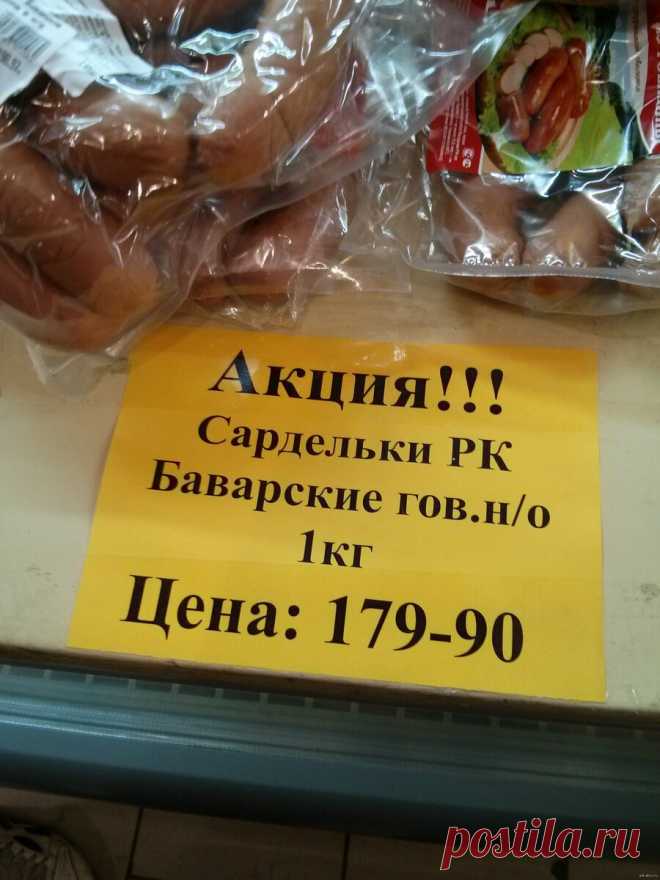 Акция!!!
Сардельки РК
Баварские гов.н/о
1кг
Цена: 179-90
postila.ru